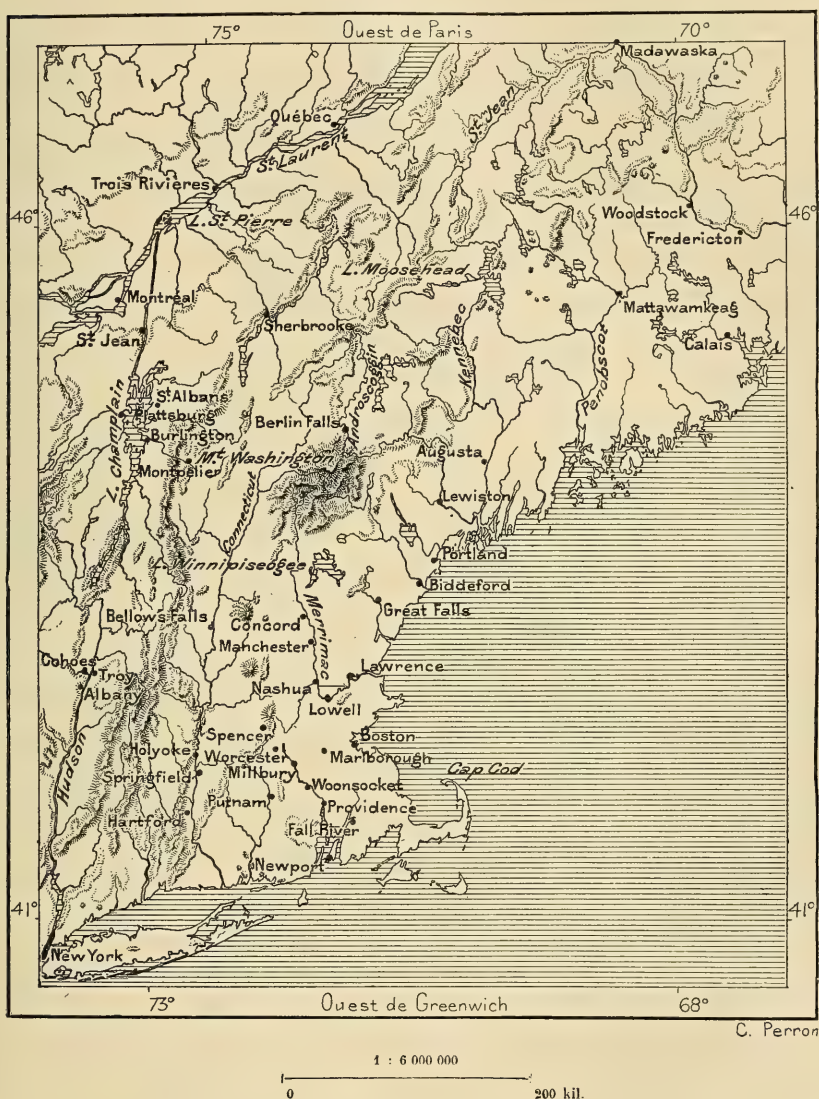 75° Ouest de Paris 70°
Madawaska
St Jean
Québec
St Laurent
Trois Rivieres
Woodstock
46° 46°
L. St Pierre
Fredericton
L. Moosehead
Montréal
Mattawamkeag
Sherbrooke
St Jean
Calais
Kennebec
Penobscot
Androscoggin
L. Champlain
St Albans
Plattsburg
Berlin Falls
Burlington
Augusta
Mt Washington
Montpelier
Connecticut
Lewiston
Portland
L. Winnipiseogee
Biddeford
Great Falls
Bellows Falls
Concord
Merrimac
Manchester
Cohoes
Lawrence
Troy
Nashua
Albany
Lowell
Spencer
Boston
Hudson
Holyoke
Worcester
Marlborough
Cap Cod
Springfield
Millbury
Woonsocket
Putnam
Providence
Hartford
Fall River
Newport
41° 41°
New York
73° Ouest de Greenwich 68°
C. Perron
1 : 6 000 000
0 200 kil.